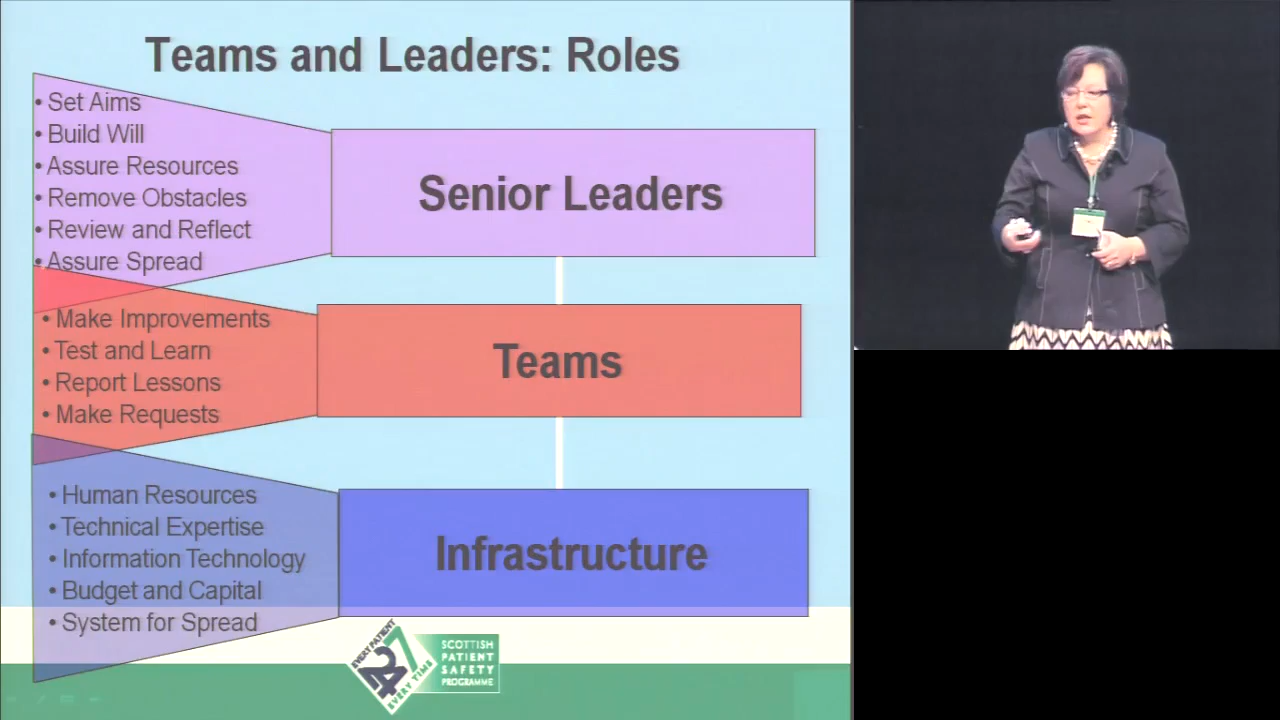 Teams and Leaders: Roles
• Set Aims
• Build Will
• Assure Resources
• Remove Obstacles
• Review and Reflect
• Assure Spread
Senior Leaders
• Make Improvements
• Test and Learn
• Report Lessons
• Make Requests
Teams
• Human Resources
• Technical Expertise
• Information Technology
• Budget and Capital
• System for Spread
Infrastructure
EVERY PATIENT
24
7
EVERY TIME
SCOTTISH
PATIENT
SAFETY
PROGRAMME